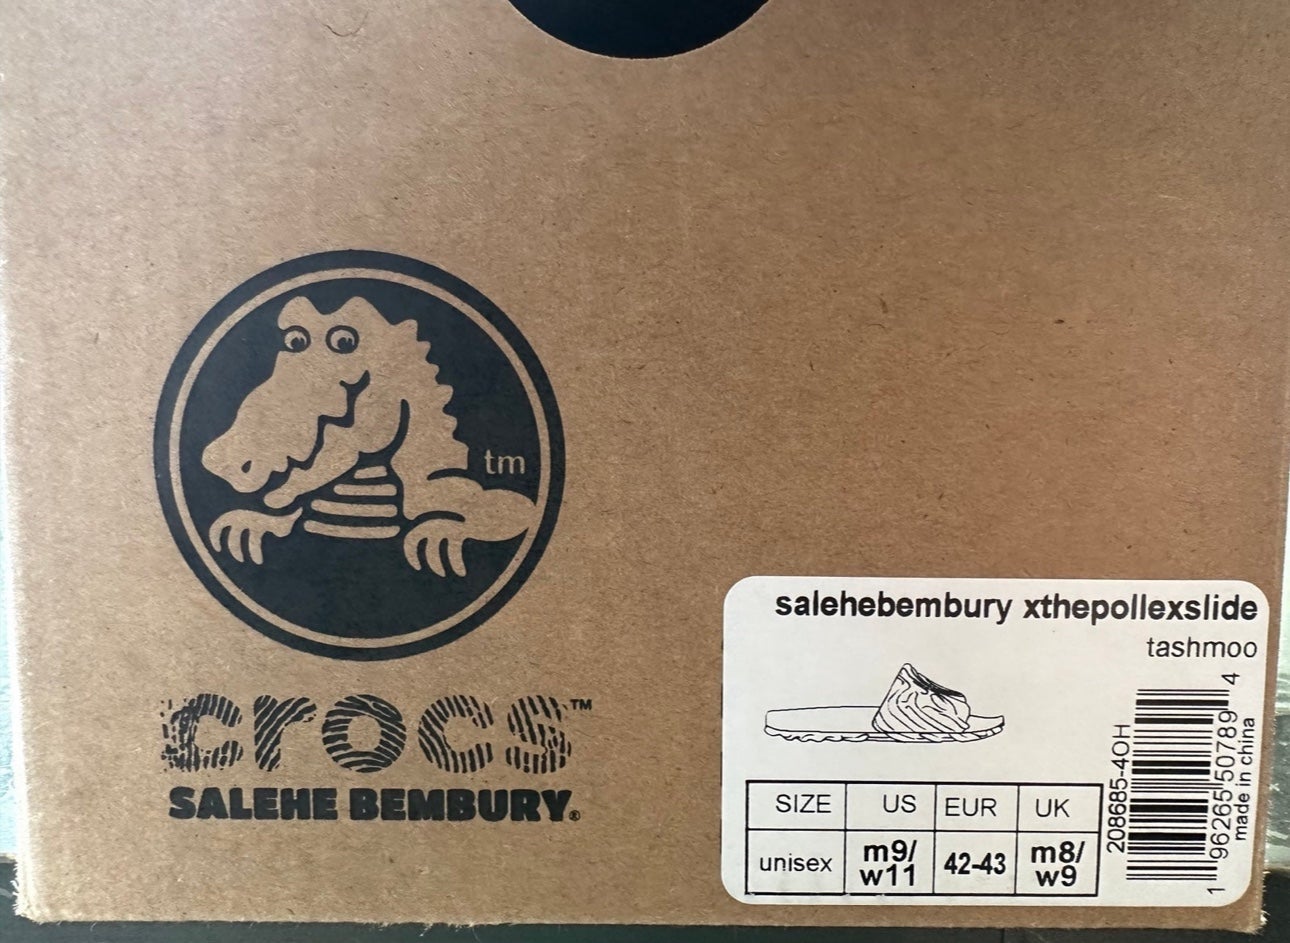 tm
crocs™
SALEHE BEMBURY®
salehebembury xthepollexslide
tashmoo
SIZE US EUR UK
unisex m9/w11 42-43 m8/w9
208685-4OH
1 96265 50789 4
made in china